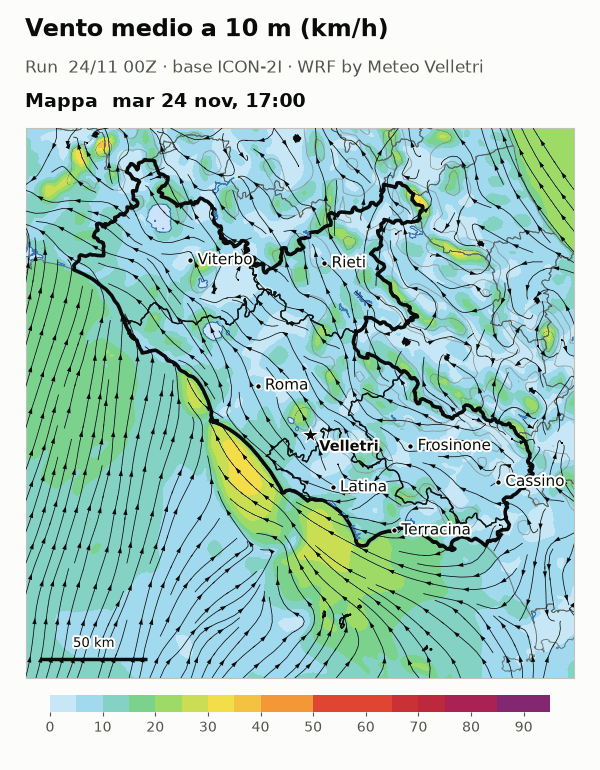 Vento medio a 10 m (km/h)
Run  24/11 00Z · base ICON-2I · WRF by Meteo Velletri
Mappa  mar 24 nov, 17:00
Viterbo
Rieti
Roma
Velletri
Frosinone
Cassino
Latina
Terracina
50 km
0 10 20 30 40 50 60 70 80 90